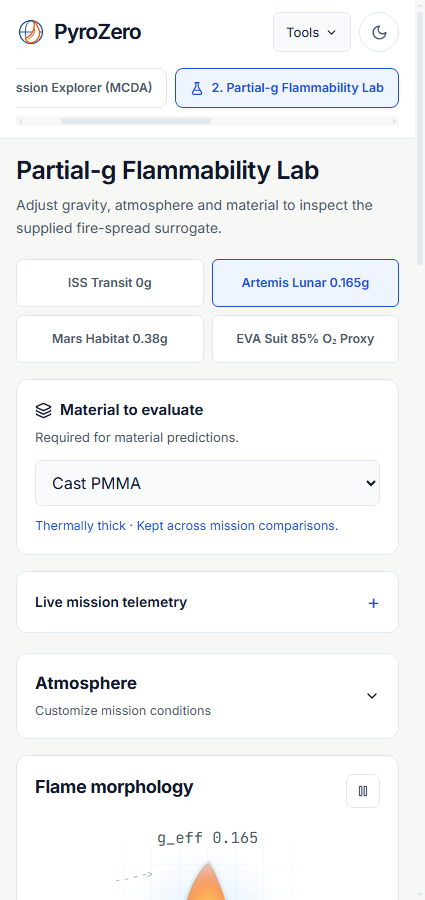 PyroZero
Tools
ssion Explorer (MCDA)
2. Partial-g Flammability Lab
Partial-g Flammability Lab
Adjust gravity, atmosphere and material to inspect the
supplied fire-spread surrogate.
ISS Transit 0g
Artemis Lunar 0.165g
Mars Habitat 0.38g
EVA Suit 85% O₂ Proxy
Material to evaluate
Required for material predictions.
Cast PMMA
Thermally thick · Kept across mission comparisons.
Live mission telemetry
+
Atmosphere
Customize mission conditions
Flame morphology
g_eff 0.165